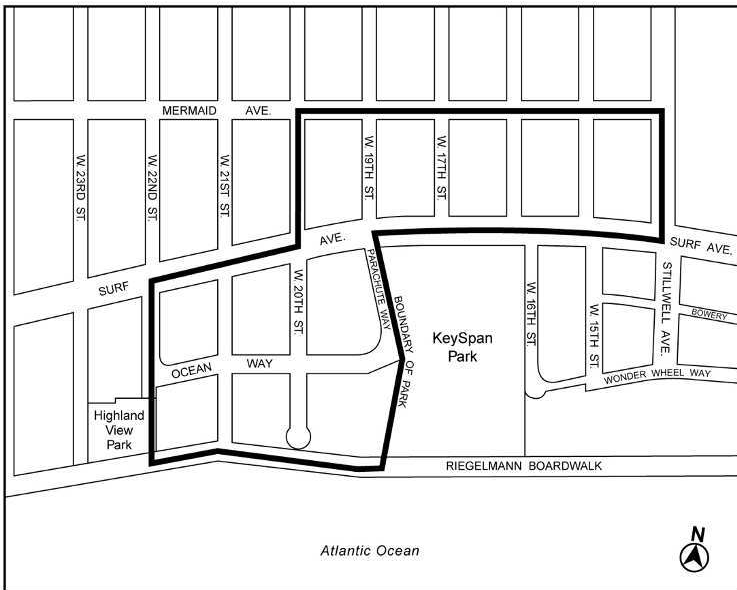 MERMAID AVE.
W. 23RD ST.
W. 22ND ST.
W. 21ST ST.
W. 19TH ST.
W. 17TH ST.
AVE.
SURF AVE.
SURF
W. 20TH ST.
PARACHUTE WAY
BOUNDARY OF PARK
W. 16TH ST.
W. 15TH ST.
STILLWELL AVE.
BOWERY
KeySpan
Park
OCEAN WAY
WONDER WHEEL WAY
Highland
View
Park
RIEGELMANN BOARDWALK
Atlantic Ocean
N